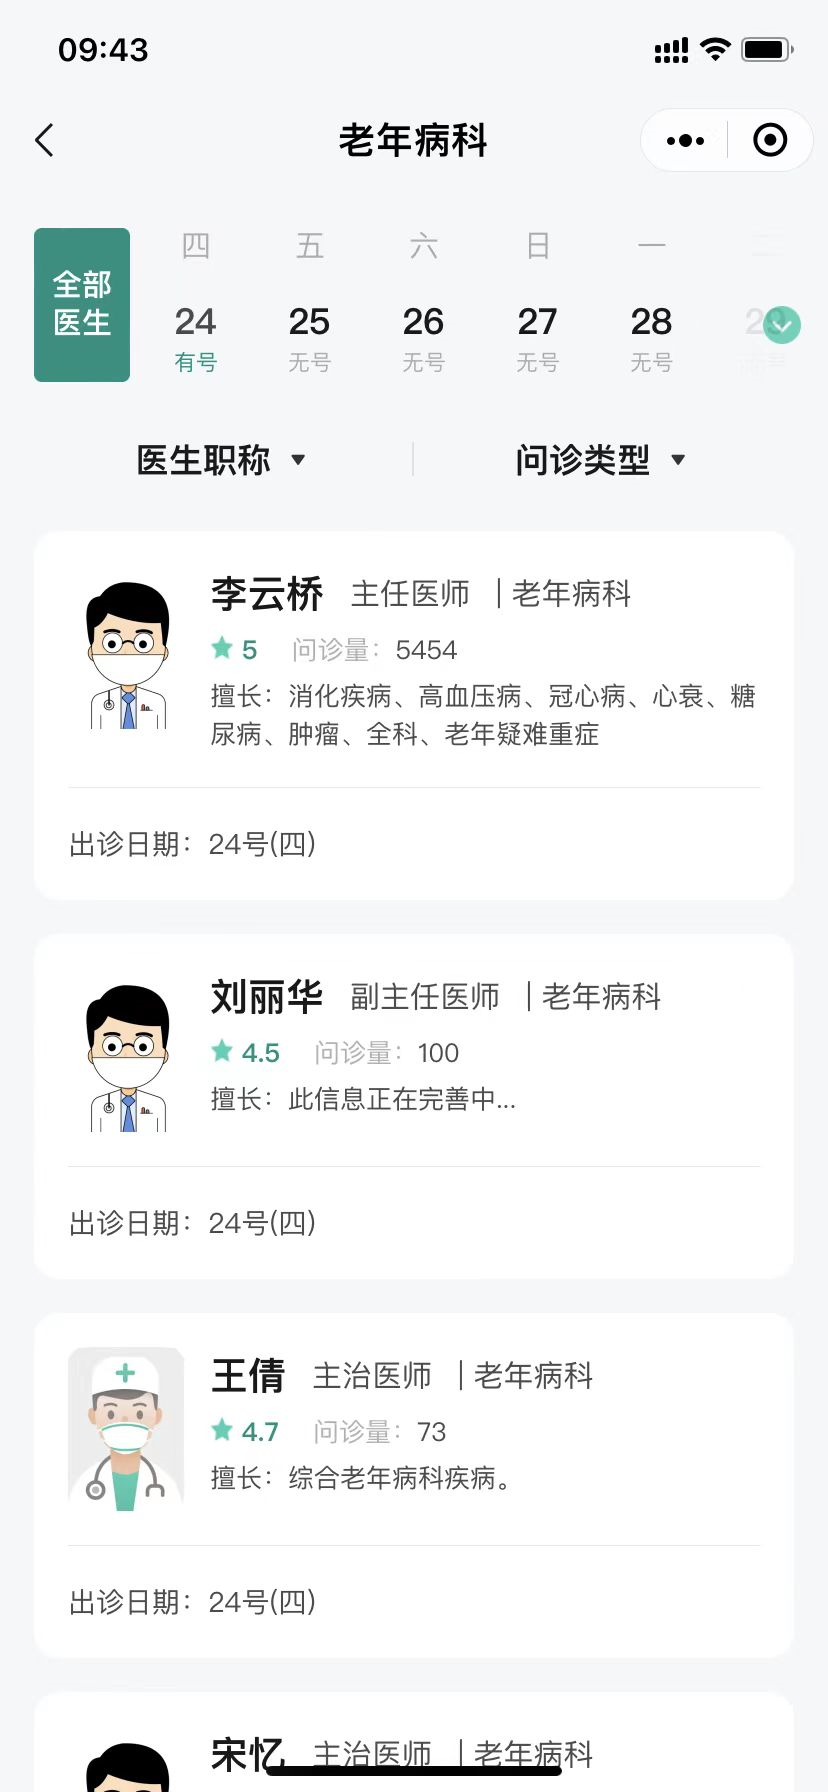 09:43
老年病科
全部
医生
四 五 六 日 一
24 25 26 27 28
有号 无号 无号 无号 无号
医生职称 问诊类型
李云桥 主任医师 | 老年病科
5 问诊量: 5454
擅长: 消化疾病、高血压病、冠心病、心衰、糖
尿病、肿瘤、全科、老年疑难重症
出诊日期: 24号(四)
刘丽华 副主任医师 | 老年病科
4.5 问诊量: 100
擅长: 此信息正在完善中...
出诊日期: 24号(四)
王倩 主治医师 | 老年病科
4.7 问诊量: 73
擅长: 综合老年病科疾病。
出诊日期: 24号(四)
宋忆 主治医师 | 老年病科